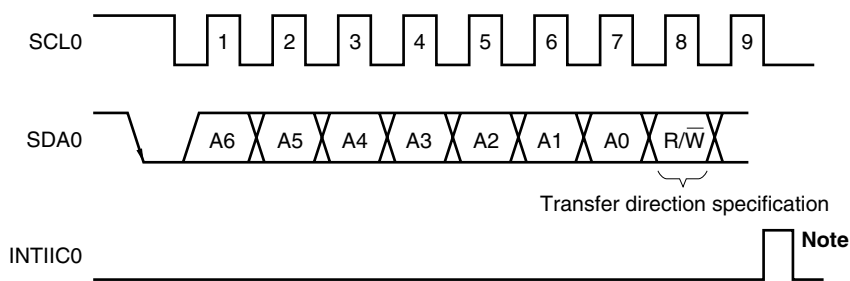 SCL0 1 2 3 4 5 6 7 8 9
SDA0 A6 A5 A4 A3 A2 A1 A0 R/W̅
Transfer direction specification
INTIIC0 Note